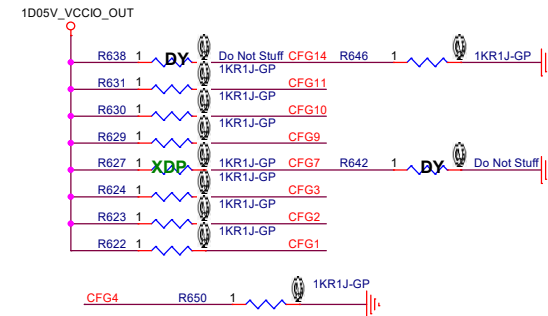 1D05V_VCCIO_OUT
R638 1 DY Do Not Stuff CFG14 R646 1 1KR1J-GP
1KR1J-GP
R631 1 CFG11
1KR1J-GP
R630 1 CFG10
1KR1J-GP
R629 1 CFG9
R627 1 XDP 1KR1J-GP CFG7 R642 1 DY Do Not Stuff
1KR1J-GP
R624 1 CFG3
1KR1J-GP
R623 1 CFG2
1KR1J-GP
R622 1 CFG1
1KR1J-GP
CFG4 R650 1